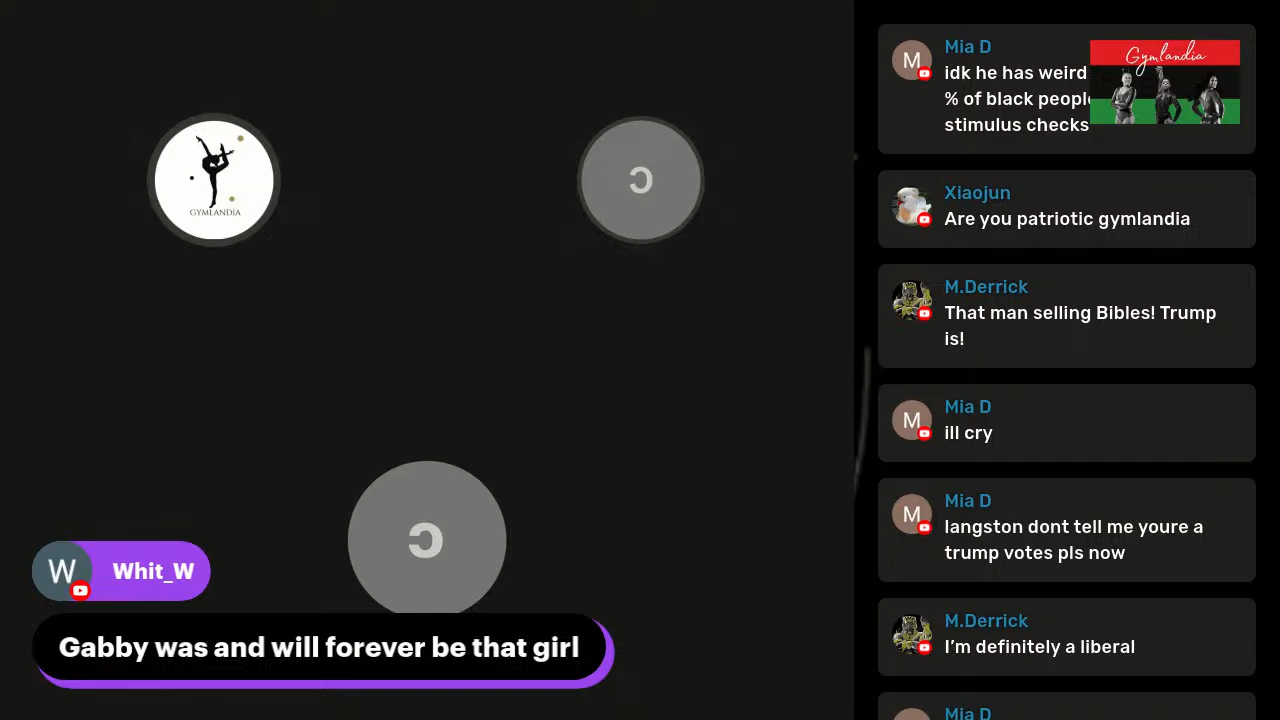 GYMLANDIA
ɔ
ɔ
W
Whit_W
Gabby was and will forever be that girl
M
Mia D
idk he has weird
% of black people
stimulus checks
Gymlandia
Xiaojun
Are you patriotic gymlandia
M.Derrick
That man selling Bibles! Trump
is!
M
Mia D
ill cry
M
Mia D
langston dont tell me youre a
trump votes pls now
M.Derrick
I'm definitely a liberal
Mia D